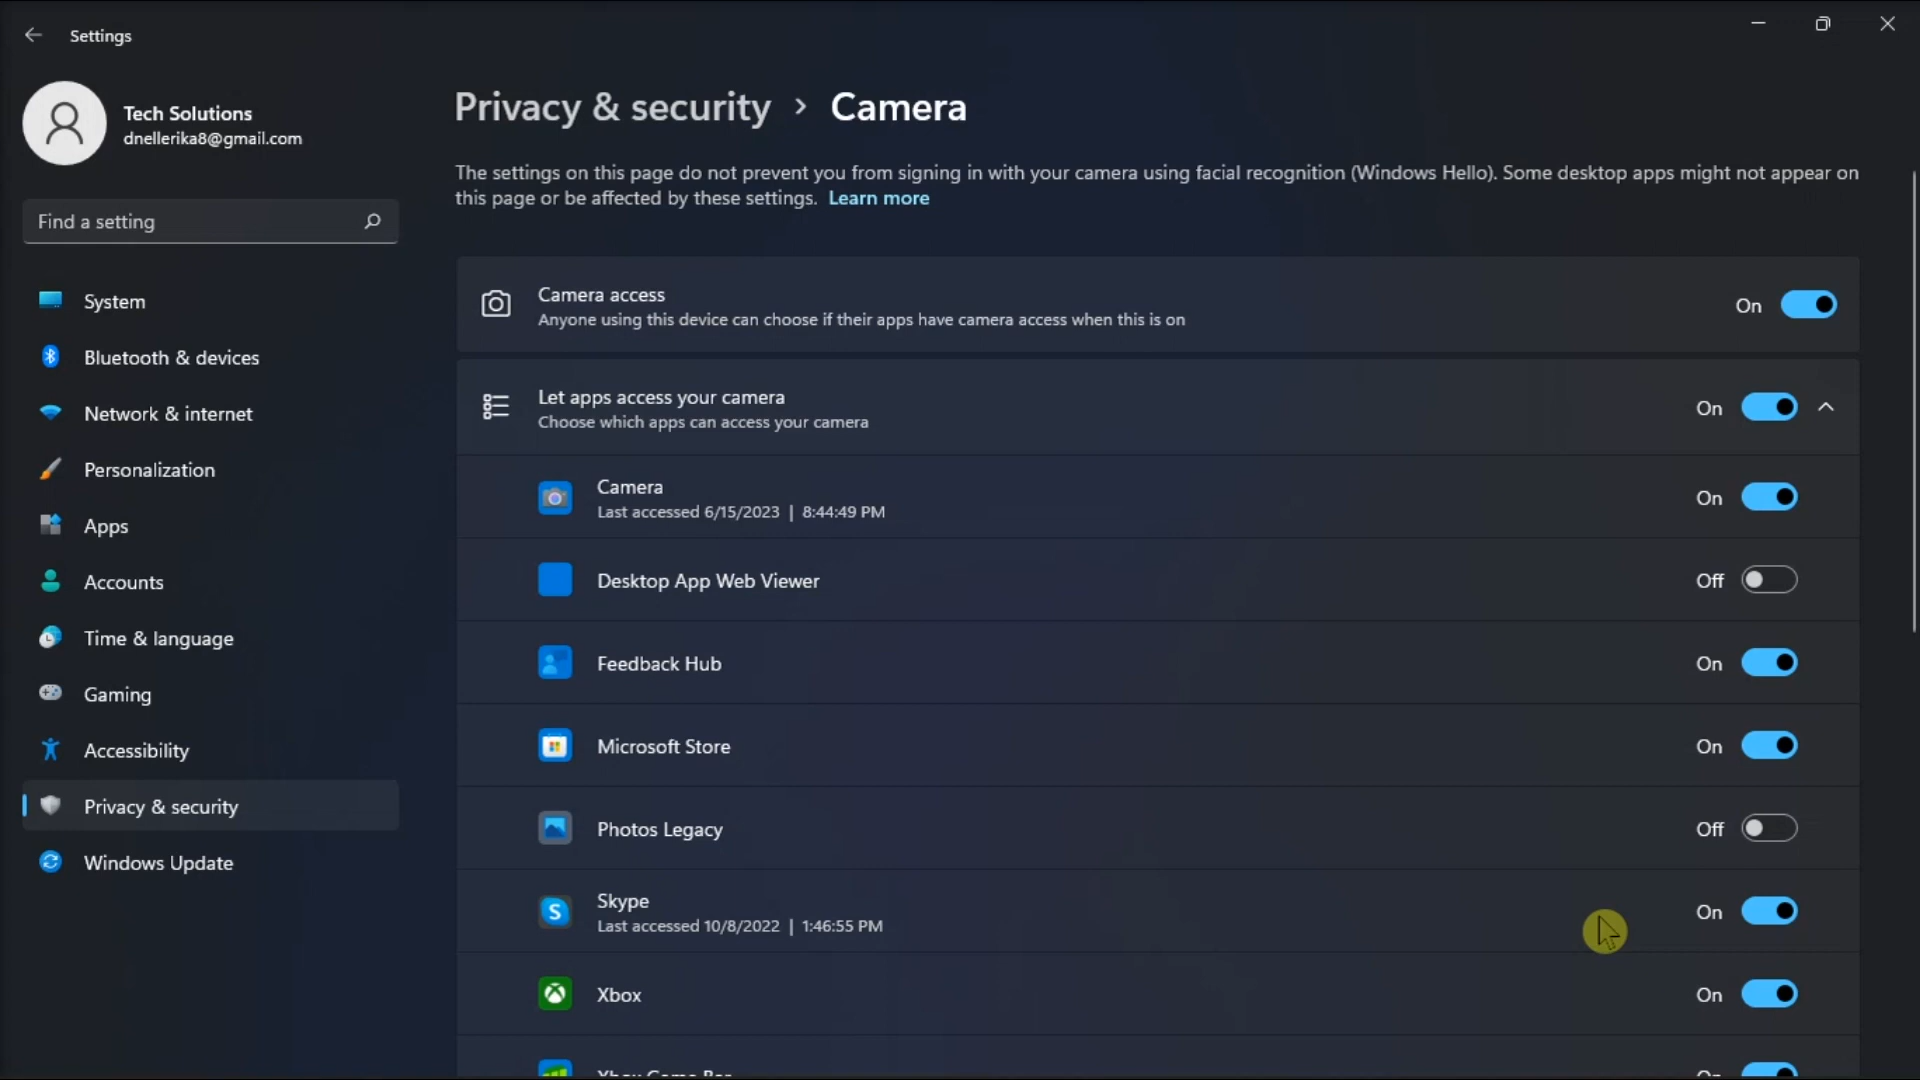 Settings
Tech Solutions
dnellerika8@gmail.com
Find a setting
System
Bluetooth & devices
Network & internet
Personalization
Apps
Accounts
Time & language
Gaming
Accessibility
Privacy & security
Windows Update
Privacy & security > Camera
The settings on this page do not prevent you from signing in with your camera using facial recognition (Windows Hello). Some desktop apps might not appear on
this page or be affected by these settings. Learn more
Camera access
Anyone using this device can choose if their apps have camera access when this is on
On
Let apps access your camera
Choose which apps can access your camera
On
Camera
Last accessed 6/15/2023 | 8:44:49 PM
On
Desktop App Web Viewer
Off
Feedback Hub
On
Microsoft Store
On
Photos Legacy
Off
S
Skype
Last accessed 10/8/2022 | 1:46:55 PM
On
Xbox
On
Xbox Game Bar
On